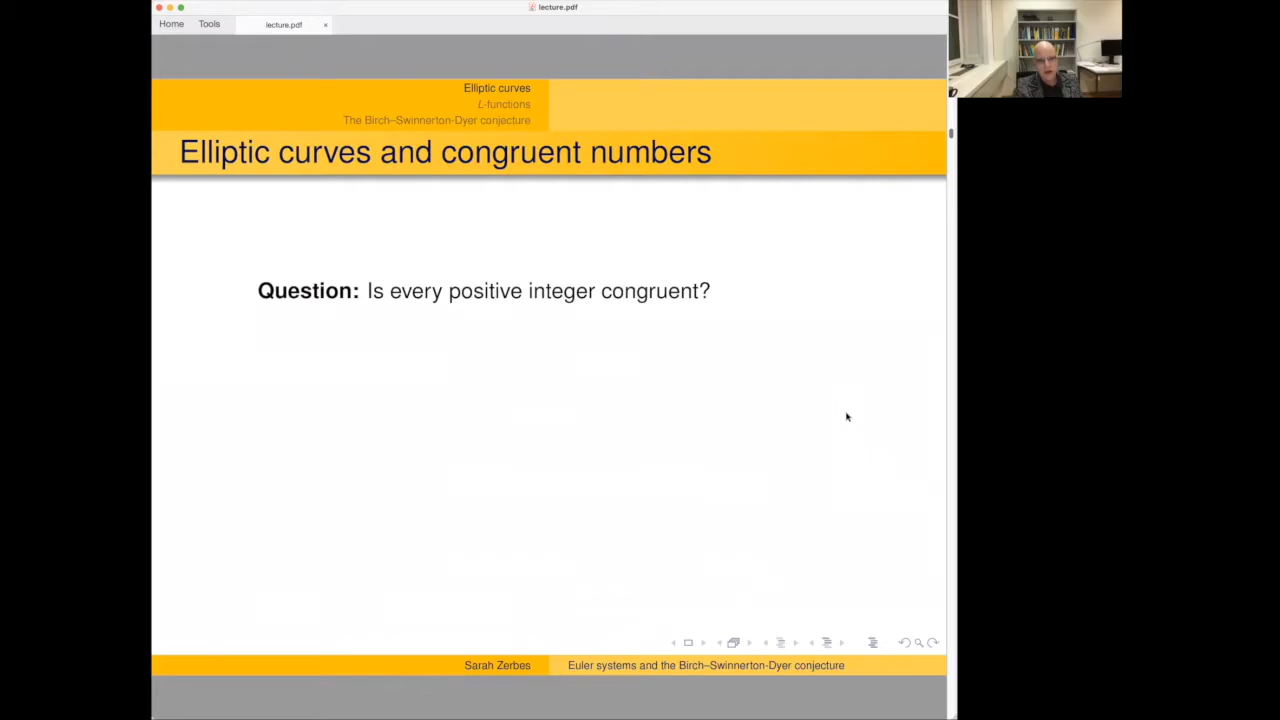 lecture.pdf
Home Tools lecture.pdf ×
Elliptic curves
L-functions
The Birch–Swinnerton-Dyer conjecture
Elliptic curves and congruent numbers
Question: Is every positive integer congruent?
Sarah Zerbes Euler systems and the Birch–Swinnerton-Dyer conjecture